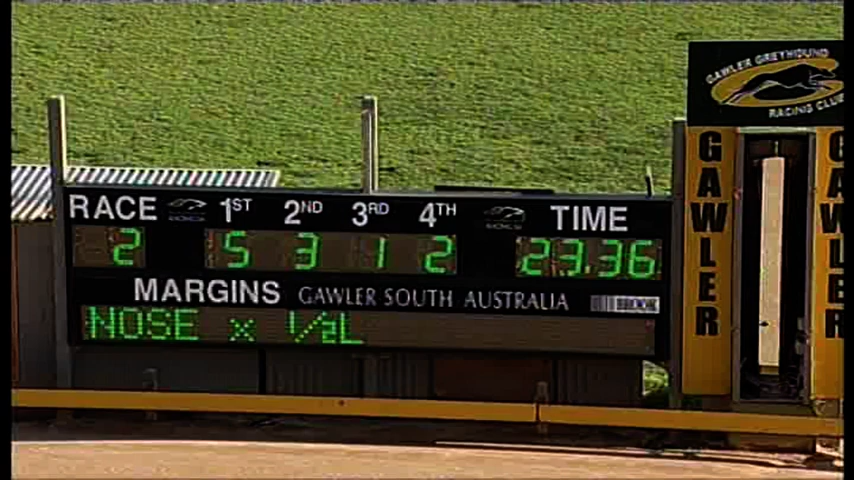 GAWLER GREYHOUND
RACING CLUB
RACE 1ST 2ND 3RD 4TH TIME
2 5 3 1 2 23.36
MARGINS GAWLER SOUTH AUSTRALIA
NOSE x 1/2L
GAWLER
GAWLER